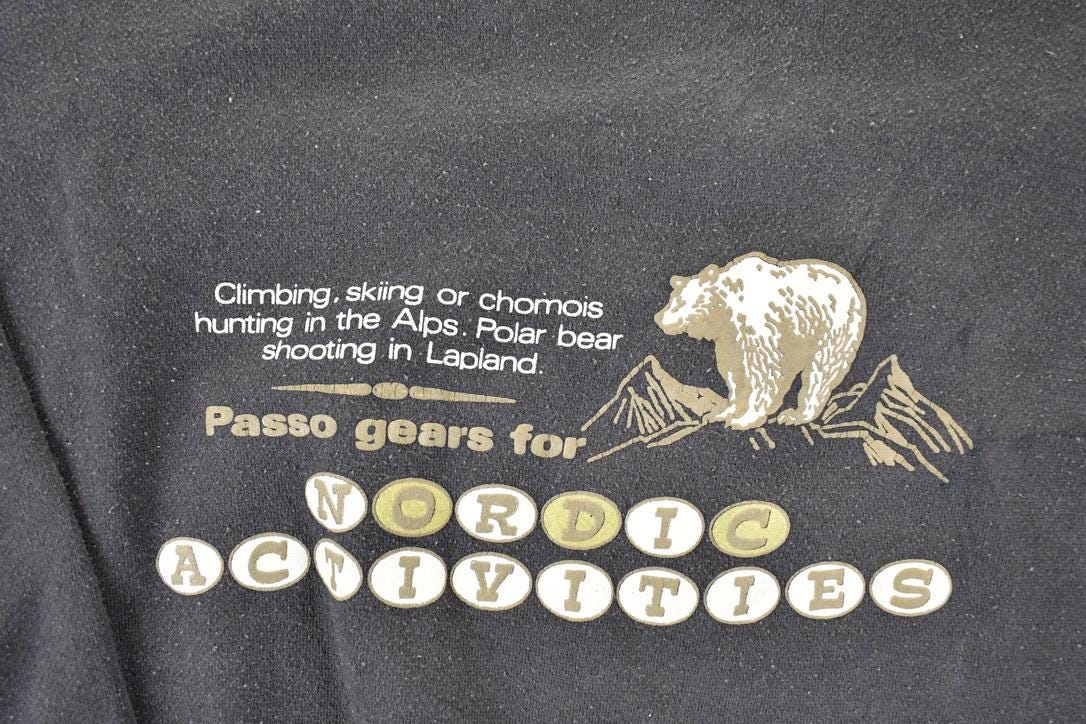 Climbing, skiing or chomois
hunting in the Alps. Polar bear
shooting in Lapland.
Passo gears for
NORDIC
ACTIVITIES